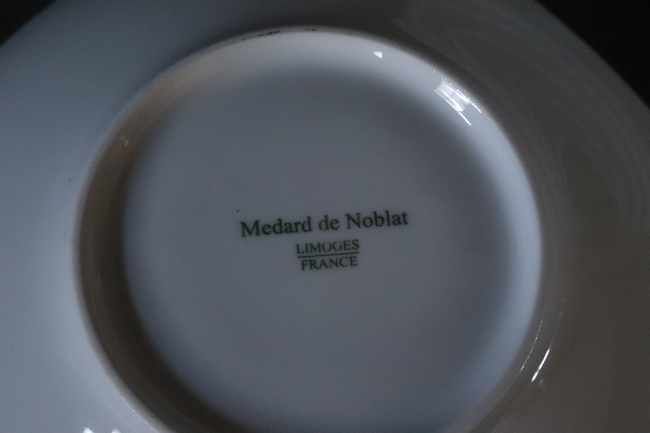 Medard de Noblat
LIMOGES
FRANCE